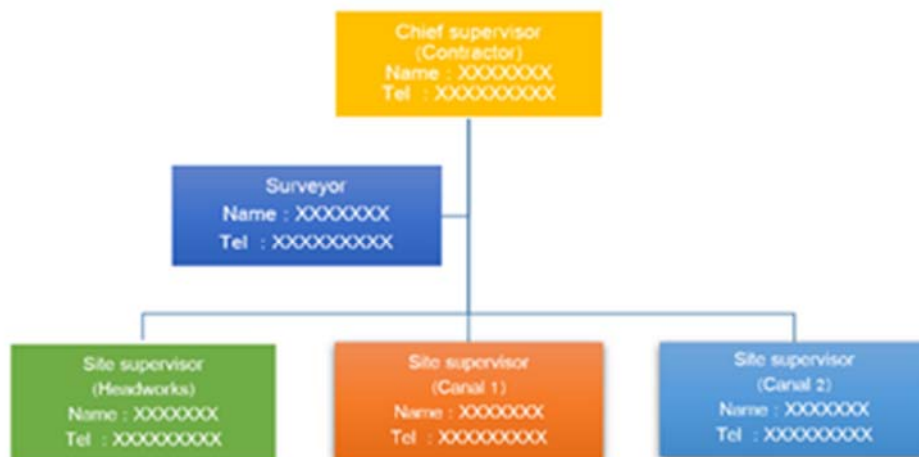 Chief supervisor
(Contractor)
Name : XXXXXXX
Tel : XXXXXXXXX
Surveyor
Name : XXXXXXX
Tel : XXXXXXXXX
Site supervisor
(Headworks)
Name : XXXXXXX
Tel : XXXXXXXXX
Site supervisor
(Canal 1)
Name : XXXXXXX
Tel : XXXXXXXXX
Site supervisor
(Canal 2)
Name : XXXXXXX
Tel : XXXXXXXXX